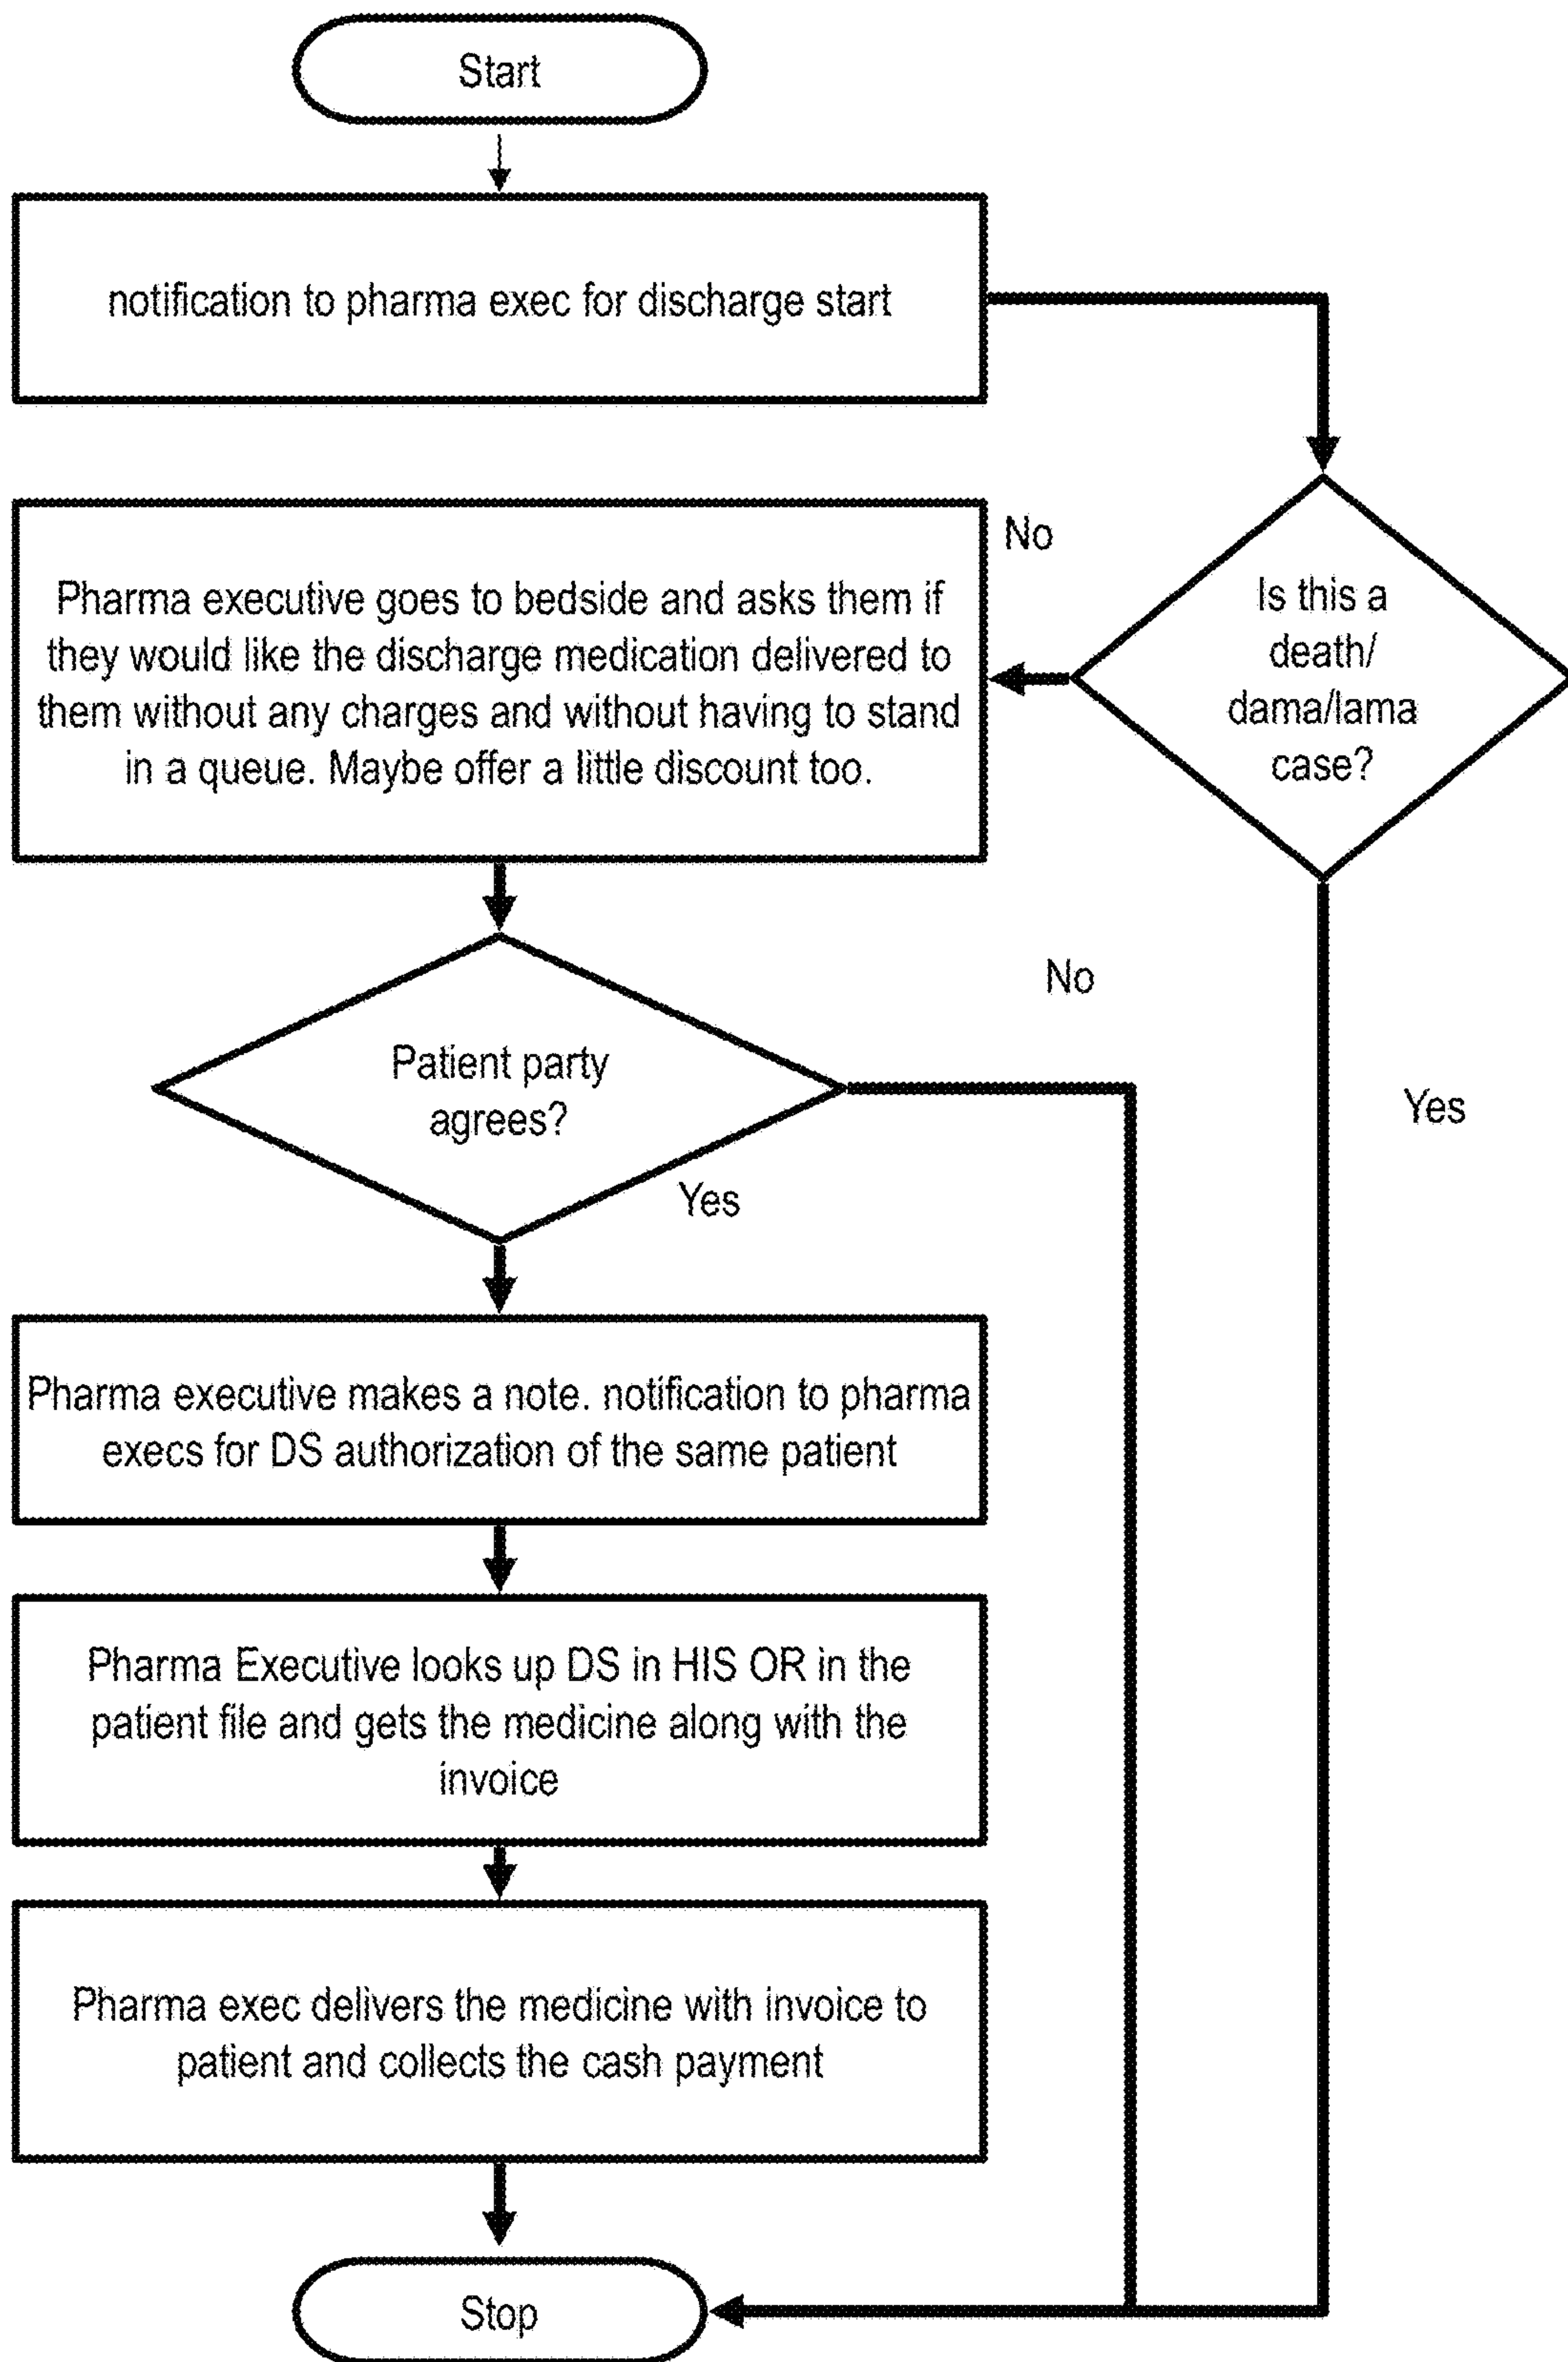 Start
notification to pharma exec for discharge start
No
Pharma executive goes to bedside and asks them if
they would like the discharge medication delivered to
them without any charges and without having to stand
in a queue. Maybe offer a little discount too.
Is this a
death/
dama/lama
case?
No
Patient party
agrees?
Yes
Yes
Pharma executive makes a note. notification to pharma
execs for DS authorization of the same patient
Pharma Executive looks up DS in HIS OR in the
patient file and gets the medicine along with the
invoice
Pharma exec delivers the medicine with invoice to
patient and collects the cash payment
Stop